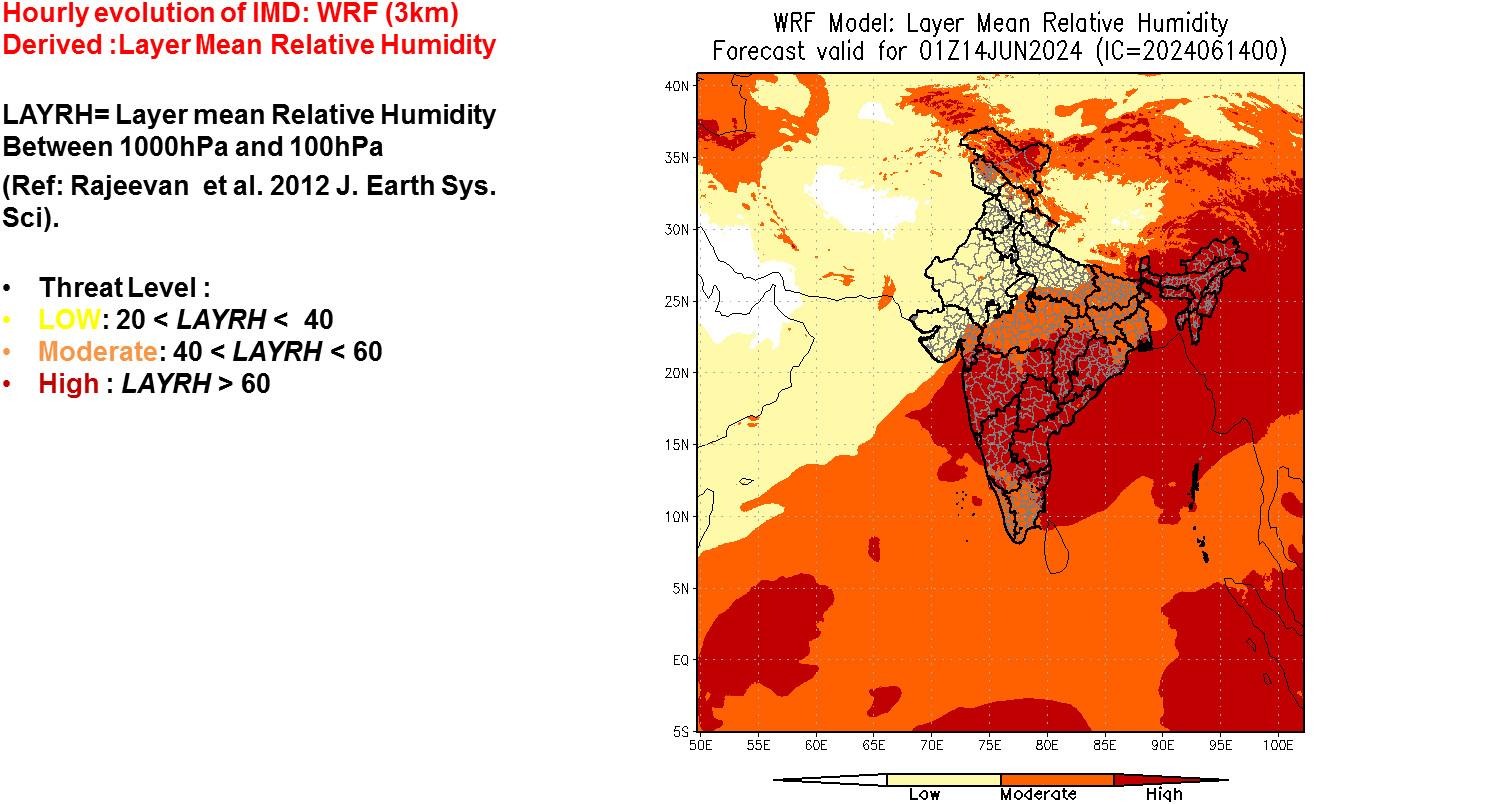 Hourly evolution of IMD: WRF (3km)
Derived :Layer Mean Relative Humidity
LAYRH= Layer mean Relative Humidity
Between 1000hPa and 100hPa
(Ref: Rajeevan et al. 2012 J. Earth Sys.
Sci).
• Threat Level :
• LOW: 20 < LAYRH < 40
• Moderate: 40 < LAYRH < 60
• High : LAYRH > 60
WRF Model: Layer Mean Relative Humidity
Forecast valid for 01Z14JUN2024 (IC=2024061400)
40N
35N
30N
25N
20N
15N
10N
5N
EQ
5S
50E 55E 60E 65E 70E 75E 80E 85E 90E 95E 100E
Low Moderate High